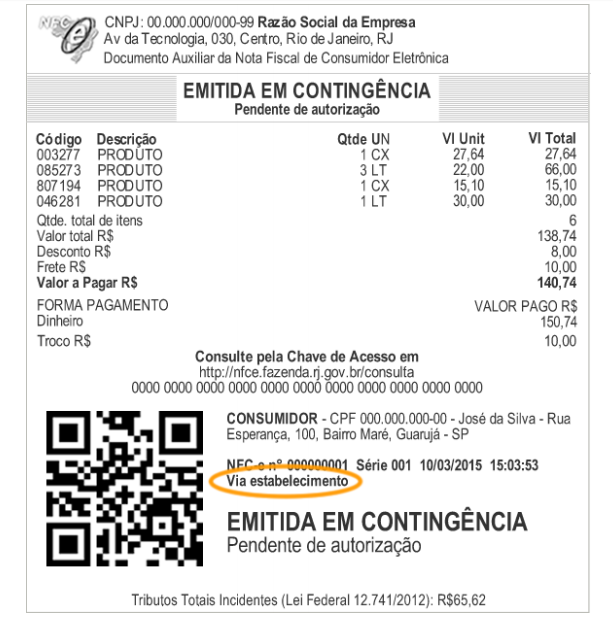 NFC e
CNPJ: 00.000.000/000-99 Razão Social da Empresa
Av da Tecnologia, 030, Centro, Rio de Janeiro, RJ
Documento Auxiliar da Nota Fiscal de Consumidor Eletrônica
EMITIDA EM CONTINGÊNCIA
Pendente de autorização
Código Descrição Qtde UN Vl Unit Vl Total
003277 PRODUTO 1 CX 27,64 27,64
085273 PRODUTO 3 LT 22,00 66,00
807194 PRODUTO 1 CX 15,10 15,10
046281 PRODUTO 1 LT 30,00 30,00
Qtde. total de itens 6
Valor total R$ 138,74
Desconto R$ 8,00
Frete R$ 10,00
Valor a Pagar R$ 140,74
FORMA PAGAMENTO VALOR PAGO R$
Dinheiro 150,74
Troco R$ 10,00
Consulte pela Chave de Acesso em
http://nfce.fazenda.rj.gov.br/consulta
0000 0000 0000 0000 0000 0000 0000 0000 0000 0000 0000
CONSUMIDOR - CPF 000.000.000-00 - José da Silva - Rua
Esperança, 100, Bairro Maré, Guarujá - SP
NFC-e nº 000000001 Série 001 10/03/2015 15:03:53
Via estabelecimento
EMITIDA EM CONTINGÊNCIA
Pendente de autorização
Tributos Totais Incidentes (Lei Federal 12.741/2012): R$65,62